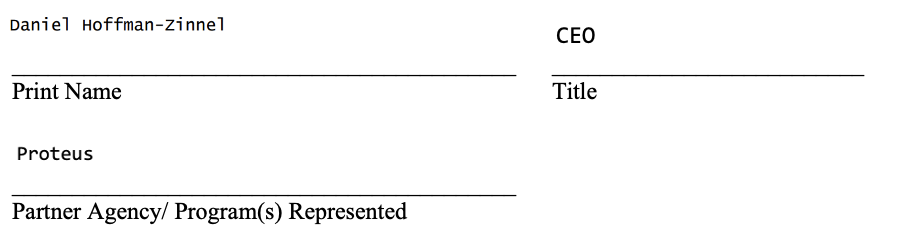 Daniel Hoffman-Zinnel
CEO
Print Name
Title
Proteus
Partner Agency/ Program(s) Represented